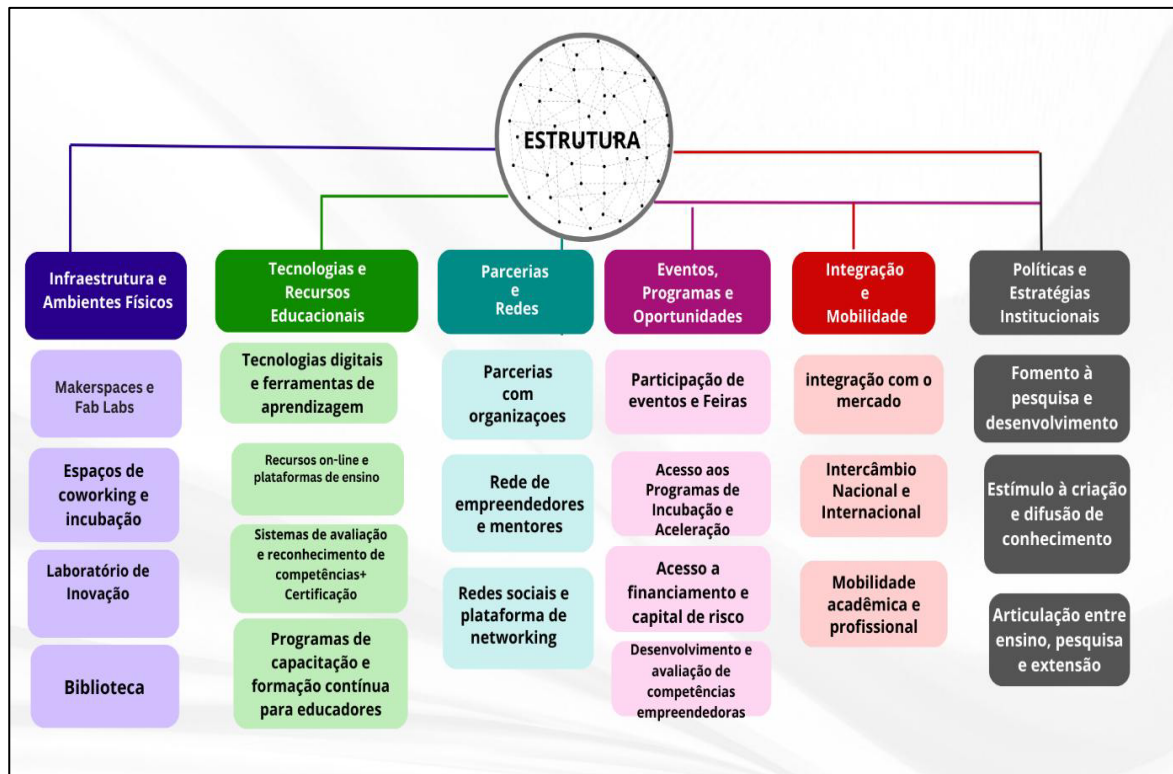 ESTRUTURA
Infraestrutura e
Ambientes Físicos
Makerspaces e
Fab Labs
Espaços de
coworking e
incubação
Laboratório de
Inovação
Biblioteca
Tecnologias e
Recursos
Educacionais
Tecnologias digitais
e ferramentas de
aprendizagem
Recursos on-line e
plataformas de ensino
Sistemas de avaliação
e reconhecimento de
competências+
Certificação
Programas de
capacitação e
formação contínua
para educadores
Parcerias
e
Redes
Parcerias
com
organizaçoes
Rede de
empreendedores
e mentores
Redes sociais e
plataforma de
networking
Eventos,
Programas e
Oportunidades
Participação de
eventos e Feiras
Acesso aos
Programas de
Incubação e
Aceleração
Acesso a
financiamento e
capital de risco
Desenvolvimento e
avaliação de
competências
empreendedoras
Integração
e
Mobilidade
integração com o
mercado
Intercâmbio
Nacional e
Internacional
Mobilidade
acadêmica e
profissional
Políticas e
Estratégias
Institucionais
Fomento à
pesquisa e
desenvolvimento
Estímulo à criação
e difusão de
conhecimento
Articulação entre
ensino, pesquisa
e extensão